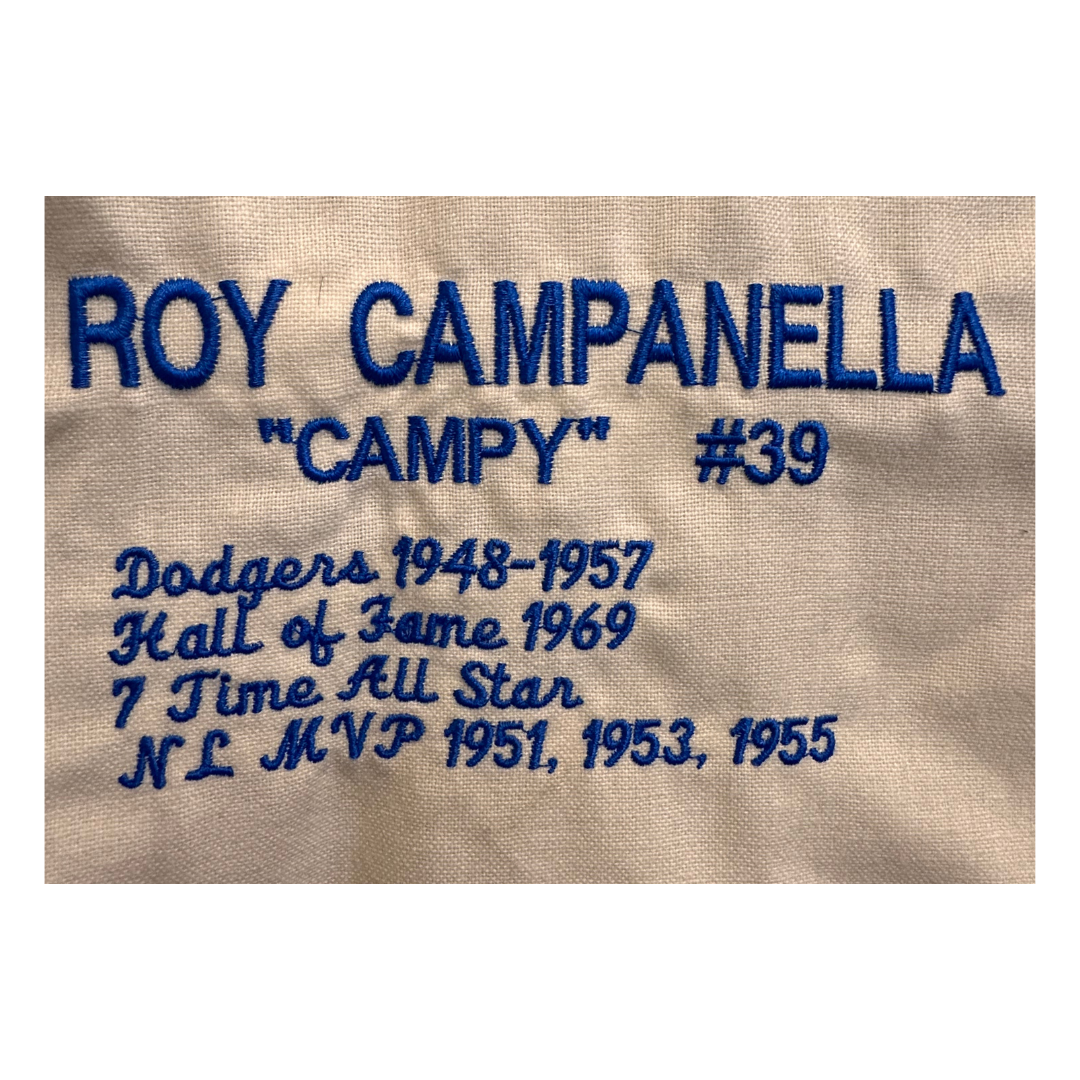 ROY CAMPANELLA
"CAMPY" #39
Dodgers 1948-1957
Hall of Fame 1969
7 Time All Star
NL MVP 1951, 1953, 1955